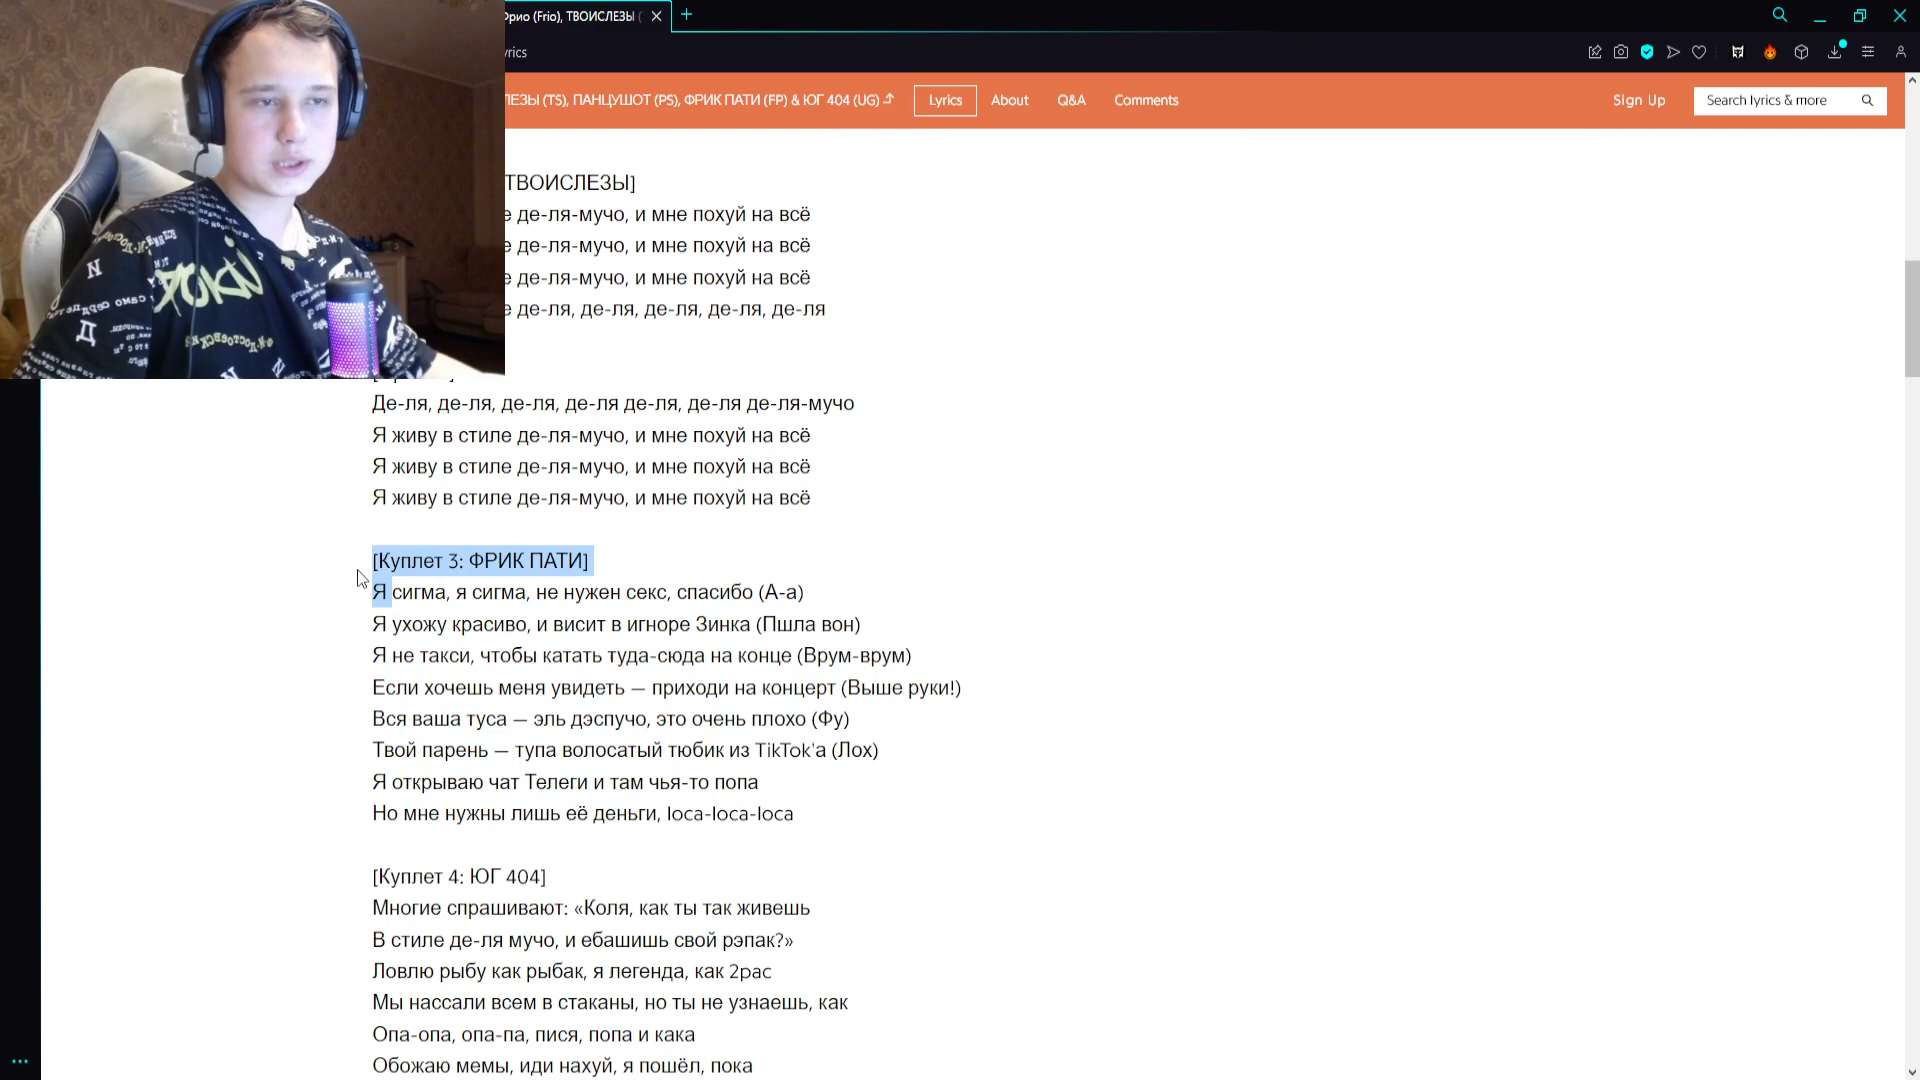 Фрио (Frio), ТВОИСЛЕЗЫ (
yrics
ЛЕЗЫ (TS), ПАНЦУШОТ (PS), ФРИК ПАТИ (FP) & ЮГ 404 (UG)
Lyrics
About
Q&A
Comments
Sign Up
Search lyrics & more
ТВОИСЛЕЗЫ]
е де-ля-мучо, и мне похуй на всё
е де-ля-мучо, и мне похуй на всё
е де-ля-мучо, и мне похуй на всё
е де-ля, де-ля, де-ля, де-ля, де-ля
Де-ля, де-ля, де-ля, де-ля де-ля, де-ля де-ля-мучо
Я живу в стиле де-ля-мучо, и мне похуй на всё
Я живу в стиле де-ля-мучо, и мне похуй на всё
Я живу в стиле де-ля-мучо, и мне похуй на всё
[Куплет 3: ФРИК ПАТИ]
Я сигма, я сигма, не нужен секс, спасибо (А-а)
Я ухожу красиво, и висит в игноре Зинка (Пшла вон)
Я не такси, чтобы катать туда-сюда на конце (Врум-врум)
Если хочешь меня увидеть — приходи на концерт (Выше руки!)
Вся ваша туса — эль дэспучо, это очень плохо (Фу)
Твой парень — тупа волосатый тюбик из TikTok'а (Лох)
Я открываю чат Телеги и там чья-то попа
Но мне нужны лишь её деньги, loca-loca-loca
[Куплет 4: ЮГ 404]
Многие спрашивают: «Коля, как ты так живешь
В стиле де-ля мучо, и ебашишь свой рэпак?»
Ловлю рыбу как рыбак, я легенда, как 2pac
Мы нассали всем в стаканы, но ты не узнаешь, как
Опа-опа, опа-па, пися, попа и кака
Обожаю мемы, иди нахуй, я пошёл, пока